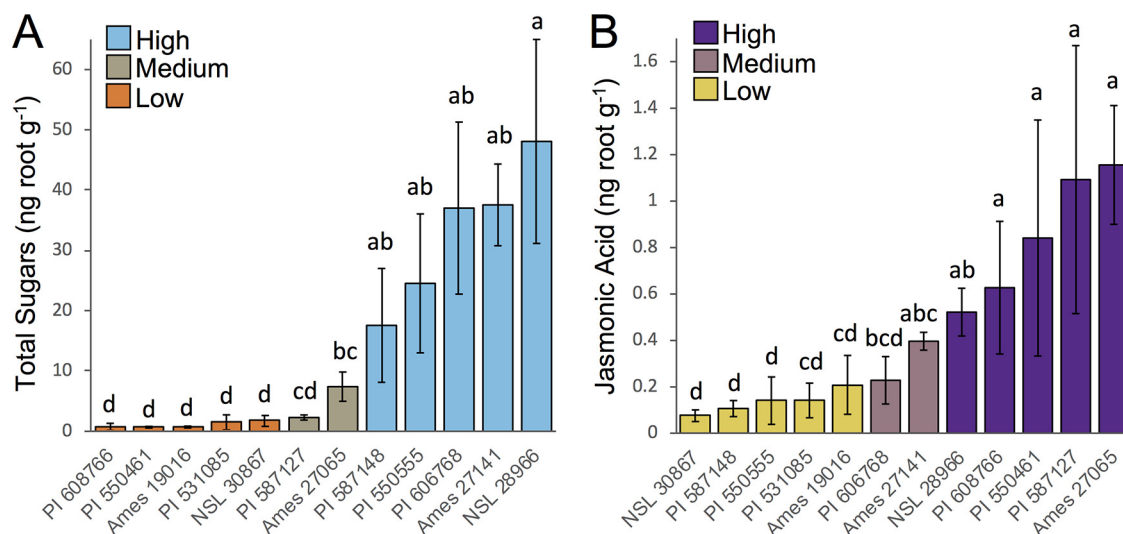 A
High
Medium
Low
Total Sugars (ng root g⁻¹)
60
50
40
30
20
10
0
d
d
d
d
d
cd
bc
ab
ab
ab
ab
a
PI 608766
PI 550461
Ames 19016
PI 531085
NSL 30867
PI 587127
Ames 27065
PI 587148
PI 550555
PI 606768
Ames 27141
NSL 28966
B
High
Medium
Low
Jasmonic Acid (ng root g⁻¹)
1.6
1.4
1.2
1
0.8
0.6
0.4
0.2
0
d
d
d
cd
cd
bcd
abc
ab
a
a
a
a
NSL 30867
PI 587148
PI 550555
PI 531085
Ames 19016
PI 606768
Ames 27141
NSL 28966
PI 608766
PI 550461
PI 587127
Ames 27065